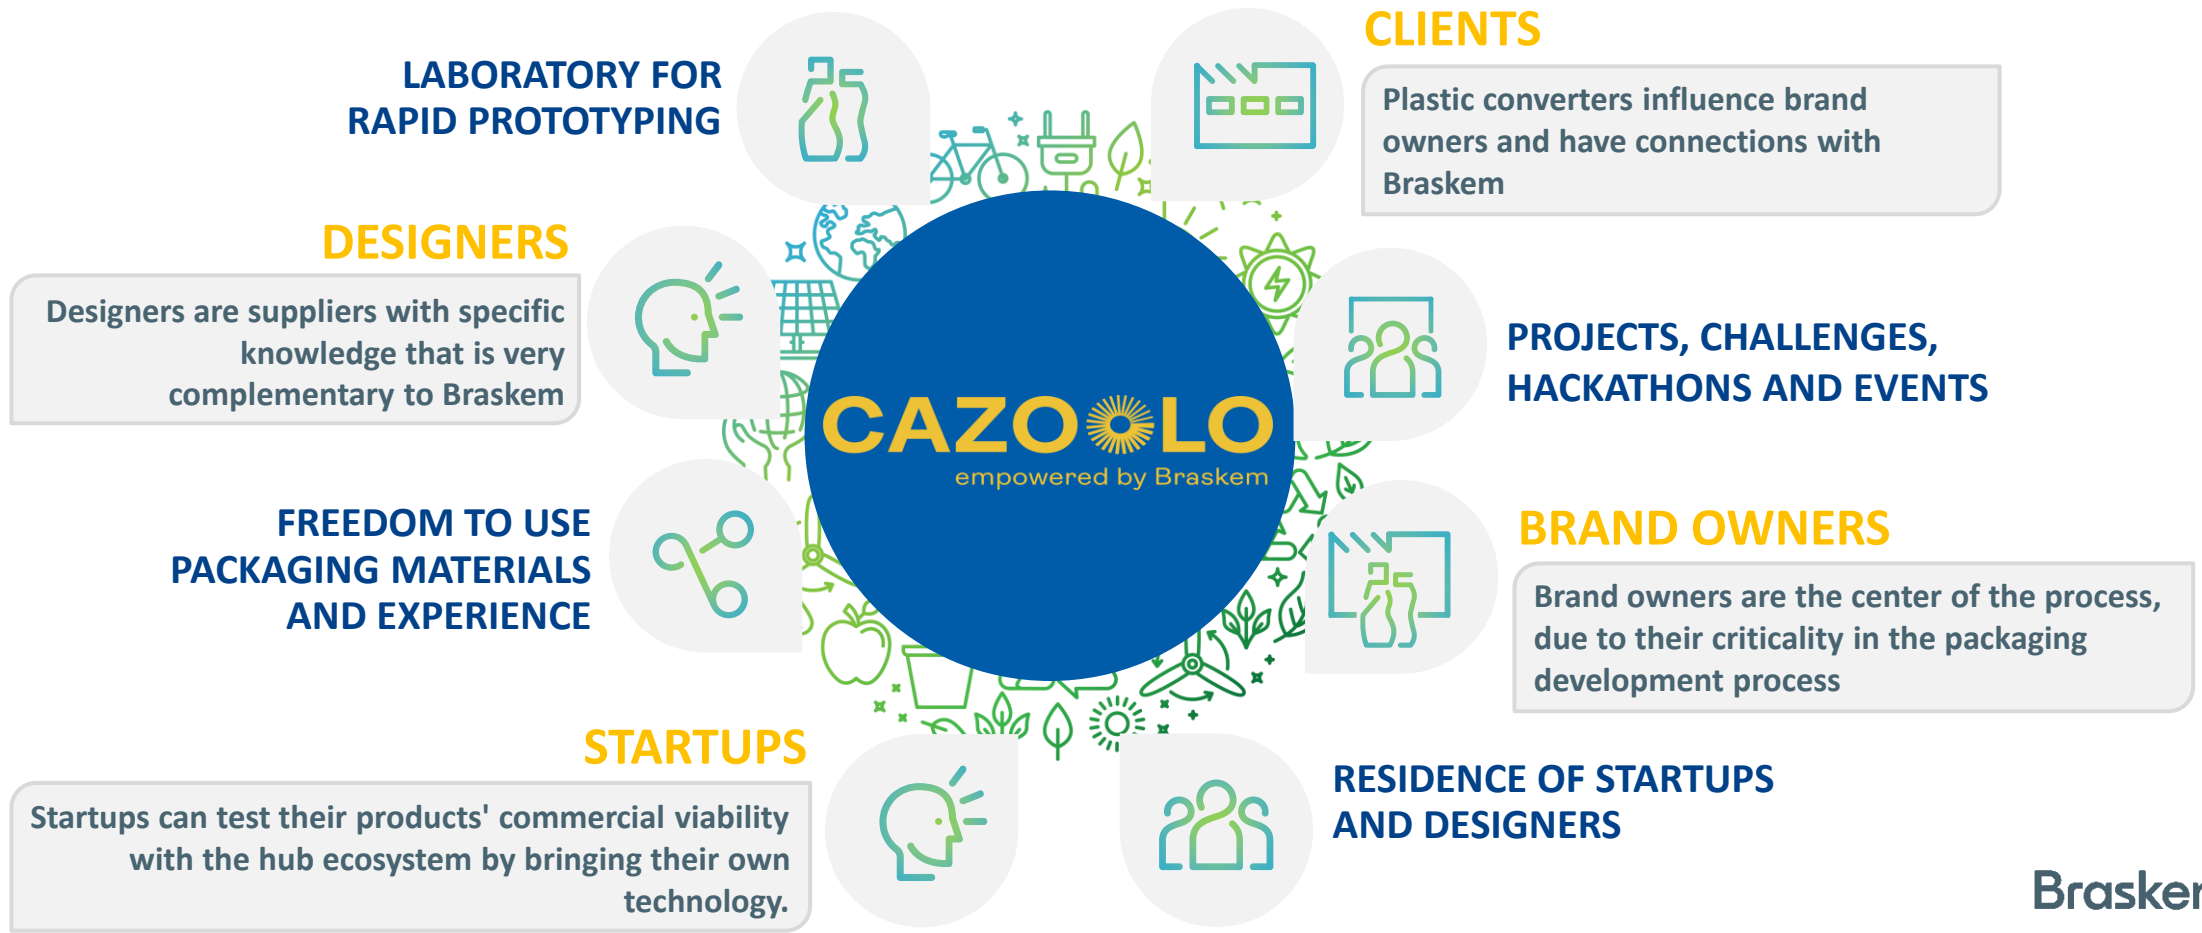 LABORATORY FOR
RAPID PROTOTYPING
CLIENTS
Plastic converters influence brand
owners and have connections with
Braskem
DESIGNERS
Designers are suppliers with specific
knowledge that is very
complementary to Braskem
PROJECTS, CHALLENGES,
HACKATHONS AND EVENTS
CAZOOLO
empowered by Braskem
FREEDOM TO USE
PACKAGING MATERIALS
AND EXPERIENCE
BRAND OWNERS
Brand owners are the center of the process,
due to their criticality in the packaging
development process
STARTUPS
Startups can test their products' commercial viability
with the hub ecosystem by bringing their own
technology.
RESIDENCE OF STARTUPS
AND DESIGNERS